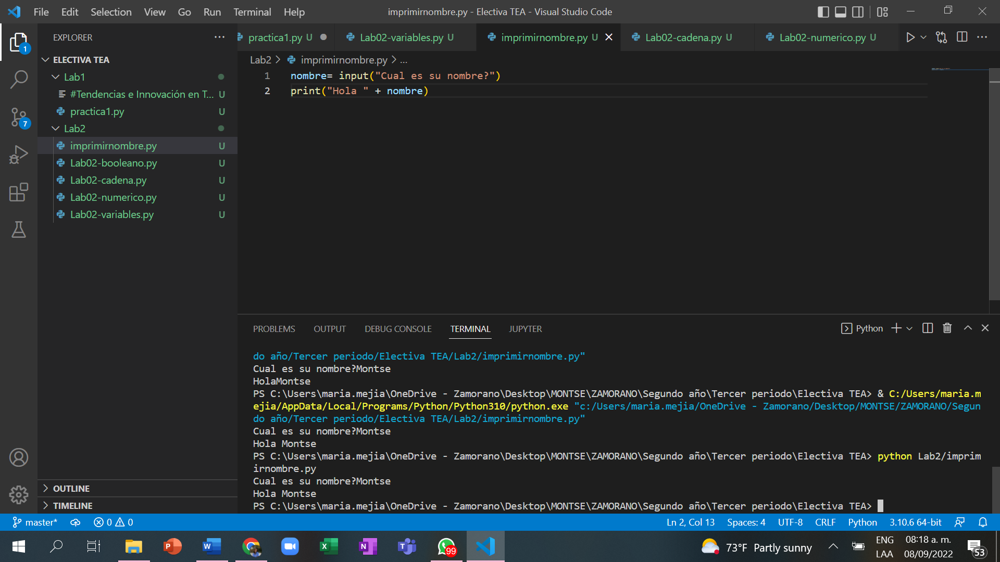 File Edit Selection View Go Run Terminal Help
imprimirnombre.py - Electiva TEA - Visual Studio Code
1
7
EXPLORER
ELECTIVA TEA
Lab1
#Tendencias e Innovación en T... U
practica1.py U
Lab2
imprimirnombre.py U
Lab02-booleano.py U
Lab02-cadena.py U
Lab02-numerico.py U
Lab02-variables.py U
OUTLINE
TIMELINE
practica1.py U
Lab02-variables.py U
imprimirnombre.py U
Lab02-cadena.py U
Lab02-numerico.py U
Lab2 > imprimirnombre.py > ...
1 nombre= input("Cual es su nombre?")
2 print("Hola " + nombre)
PROBLEMS OUTPUT DEBUG CONSOLE TERMINAL JUPYTER
Python
do año/Tercer periodo/Electiva TEA/Lab2/imprimirnombre.py"
Cual es su nombre?Montse
HolaMontse
PS C:\Users\maria.mejia\OneDrive - Zamorano\Desktop\MONTSE\ZAMORANO\Segundo año\Tercer periodo\Electiva TEA> & C:/Users/maria.m
ejia/AppData/Local/Programs/Python/Python310/python.exe "c:/Users/maria.mejia/OneDrive - Zamorano/Desktop/MONTSE/ZAMORANO/Segun
do año/Tercer periodo/Electiva TEA/Lab2/imprimirnombre.py"
Cual es su nombre?Montse
Hola Montse
PS C:\Users\maria.mejia\OneDrive - Zamorano\Desktop\MONTSE\ZAMORANO\Segundo año\Tercer periodo\Electiva TEA> python Lab2/imprim
irnombre.py
Cual es su nombre?Montse
Hola Montse
PS C:\Users\maria.mejia\OneDrive - Zamorano\Desktop\MONTSE\ZAMORANO\Segundo año\Tercer periodo\Electiva TEA>
master* 0 0
Ln 2, Col 13 Spaces: 4 UTF-8 CRLF Python 3.10.6 64-bit
P W X N T 99
73°F Partly sunny
ENG
LAA
08:18 a. m.
08/09/2022
53